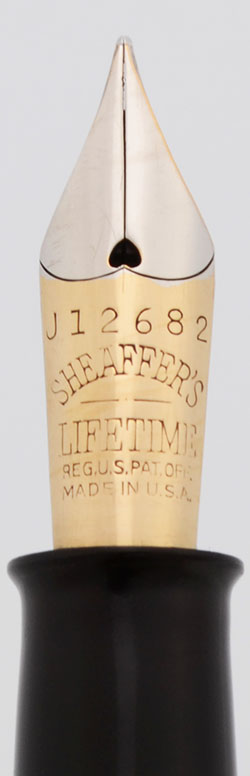 J12682
SHEAFFER'S
LIFETIME
REG.U.S.PAT.OFF.
MADE IN U.S.A.